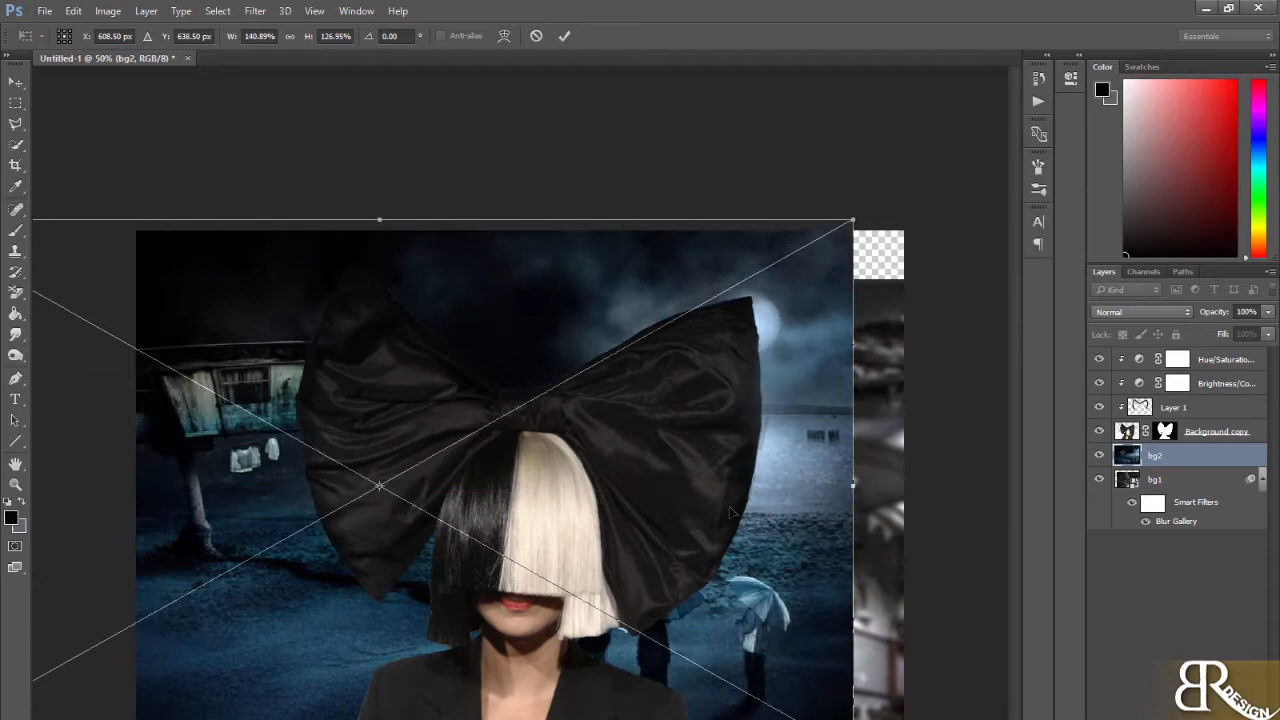 Ps File Edit Image Layer Type Select Filter 3D View Window Help
X: 608.50 px Y: 638.50 px W: 140.89% H: 126.95% 0.00 ° Anti-alias Essentials
Untitled-1 @ 50% (bg2, RGB/8) * ×
Color Swatches
Layers Channels Paths
Kind
Normal Opacity: 100%
Lock: Fill: 100%
Hue/Saturatio...
Brightness/Co...
Layer 1
Background copy
bg2
bg1
Smart Filters
Blur Gallery
BR DESIGN